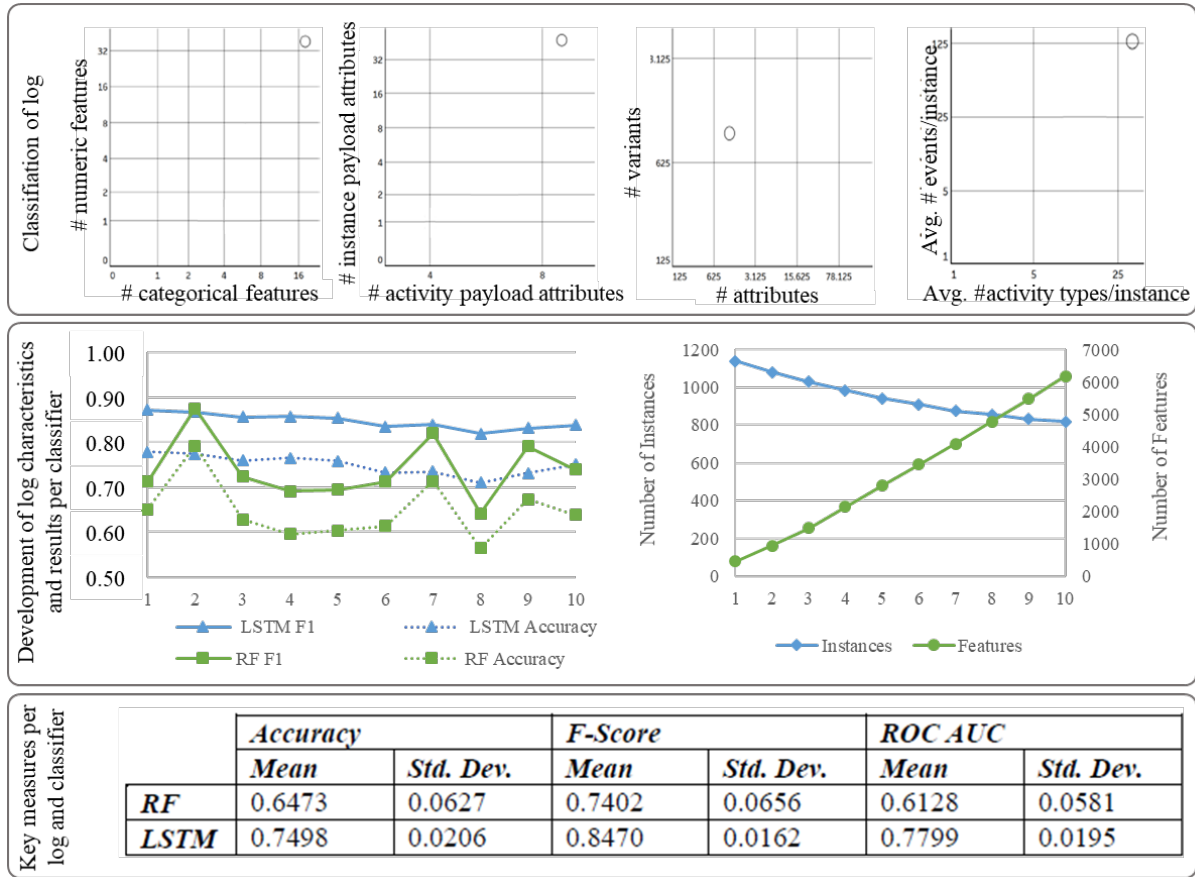 Classifiation of log
# numeric features
32
16
8
4
2
1
0
0 1 2 4 8 16
# categorical features
# instance payload attributes
32
16
8
4
2
1
0
4 8
# activity payload attributes
# variants
3.125
625
125
125 625 3.125 15.625 78.125
# attributes
Avg. # events/instance
125
25
5
1
1 5 25
Avg. #activity types/instance
Development of log characteristics
and results per classifier
1.00
0.90
0.80
0.70
0.60
0.50
1 2 3 4 5 6 7 8 9 10
LSTM F1 LSTM Accuracy
RF F1 RF Accuracy
Number of Instances
1200
1000
800
600
400
200
0
1 2 3 4 5 6 7 8 9 10
7000
6000
5000
4000
3000
2000
1000
0
Number of Features
Instances Features
Key measures per
log and classifier
Accuracy F-Score ROC AUC
Mean Std. Dev. Mean Std. Dev. Mean Std. Dev.
RF 0.6473 0.0627 0.7402 0.0656 0.6128 0.0581
LSTM 0.7498 0.0206 0.8470 0.0162 0.7799 0.0195